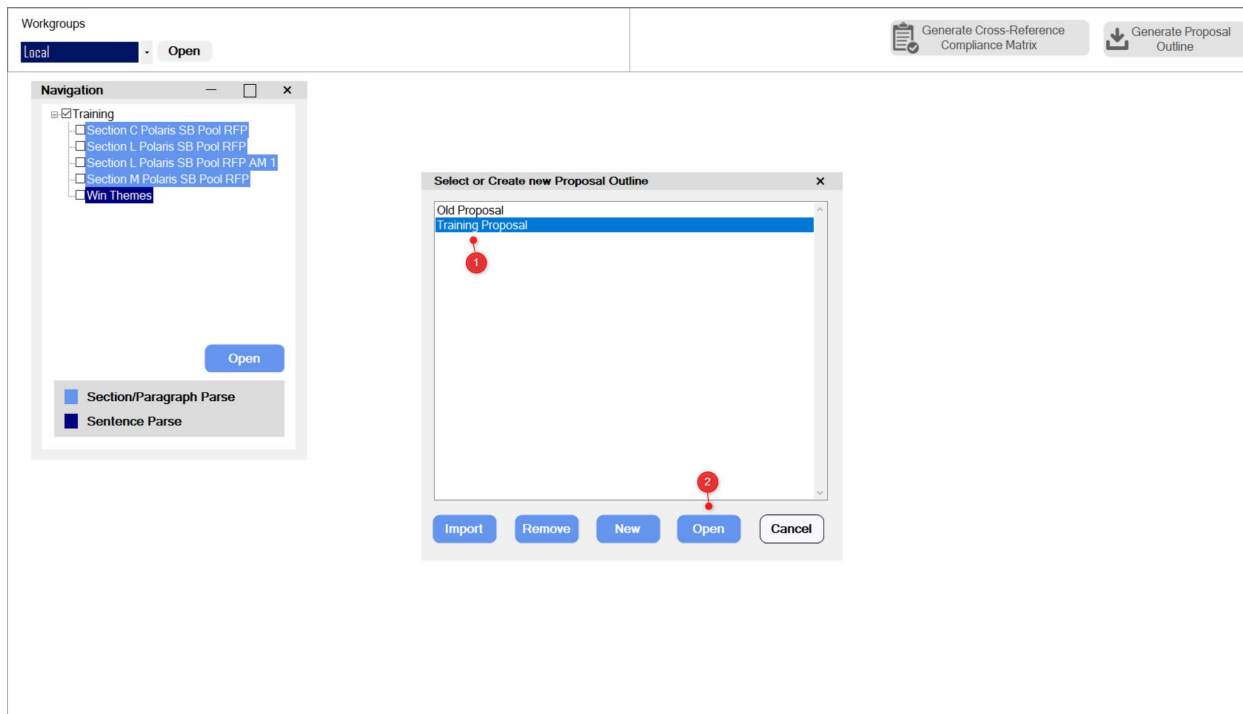 Workgroups
Local
Open
Generate Cross-Reference
Compliance Matrix
Generate Proposal
Outline
Navigation
Training
Section C Polaris SB Pool RFP
Section L Polaris SB Pool RFP
Section L Polaris SB Pool RFP AM 1
Section M Polaris SB Pool RFP
Win Themes
Open
Section/Paragraph Parse
Sentence Parse
Select or Create new Proposal Outline
Old Proposal
Training Proposal
1
2
Import
Remove
New
Open
Cancel